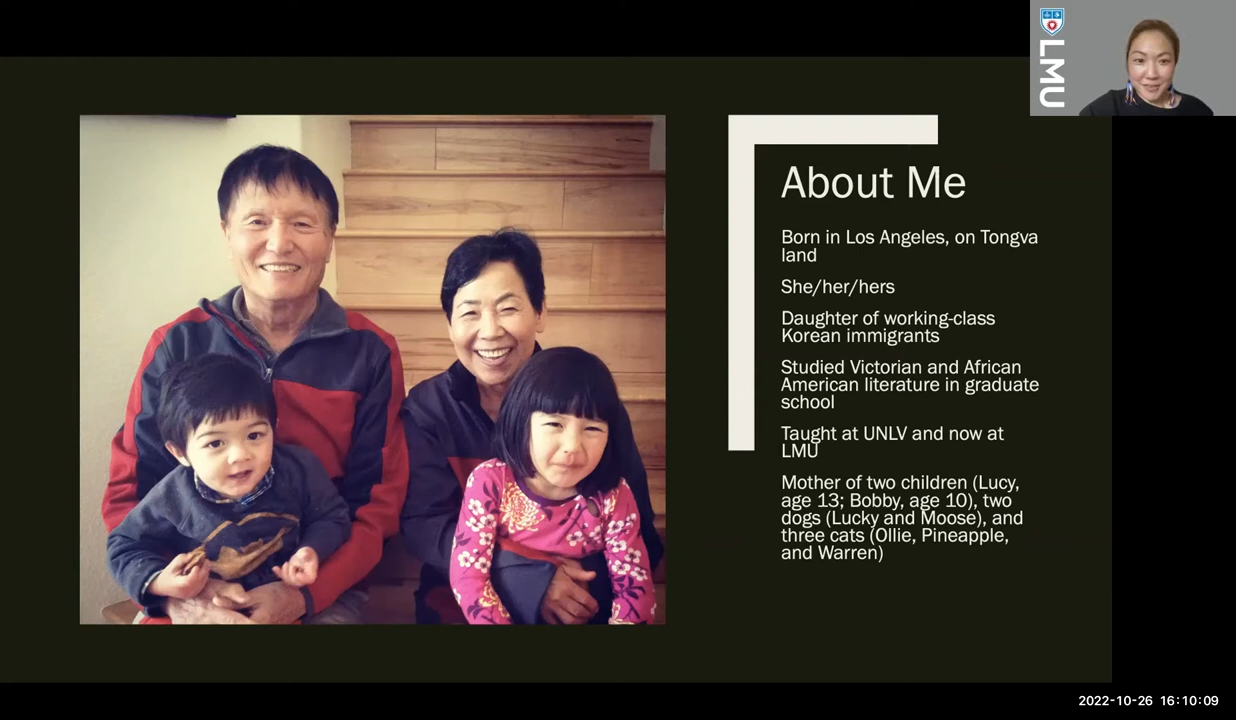 LMU
About Me
Born in Los Angeles, on Tongva
land
She/her/hers
Daughter of working-class
Korean immigrants
Studied Victorian and African
American literature in graduate
school
Taught at UNLV and now at
LMU
Mother of two children (Lucy,
age 13; Bobby, age 10), two
dogs (Lucky and Moose), and
three cats (Ollie, Pineapple,
and Warren)
2022-10-26 16:10:09